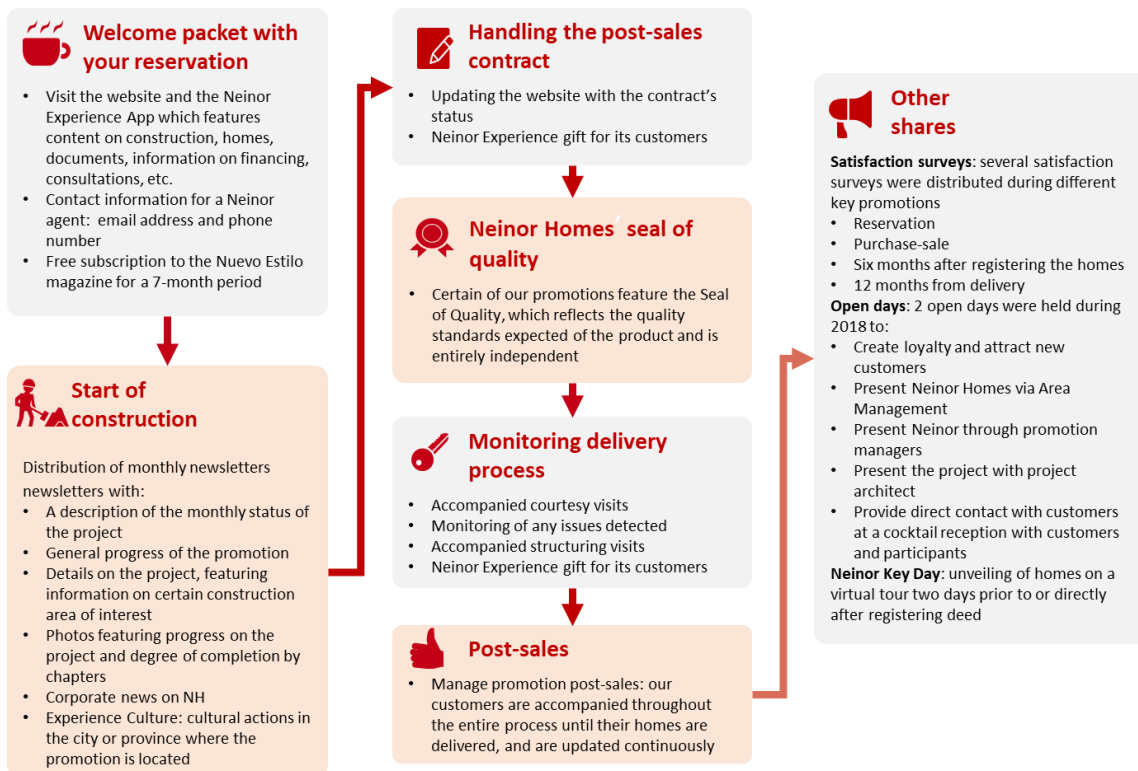 Welcome packet with
your reservation
• Visit the website and the Neinor
Experience App which features
content on construction, homes,
documents, information on financing,
consultations, etc.
• Contact information for a Neinor
agent: email address and phone
number
• Free subscription to the Nuevo Estilo
magazine for a 7-month period
Start of
construction
Distribution of monthly newsletters
newsletters with:
• A description of the monthly status of
the project
• General progress of the promotion
• Details on the project, featuring
information on certain construction
area of interest
• Photos featuring progress on the
project and degree of completion by
chapters
• Corporate news on NH
• Experience Culture: cultural actions in
the city or province where the
promotion is located
Handling the post-sales
contract
• Updating the website with the contract’s
status
• Neinor Experience gift for its customers
Neinor Homes’ seal of
quality
• Certain of our promotions feature the Seal
of Quality, which reflects the quality
standards expected of the product and is
entirely independent
Monitoring delivery
process
• Accompanied courtesy visits
• Monitoring of any issues detected
• Accompanied structuring visits
• Neinor Experience gift for its customers
Post-sales
• Manage promotion post-sales: our
customers are accompanied throughout
the entire process until their homes are
delivered, and are updated continuously
Other
shares
Satisfaction surveys: several satisfaction
surveys were distributed during different
key promotions
• Reservation
• Purchase-sale
• Six months after registering the homes
• 12 months from delivery
Open days: 2 open days were held during
2018 to:
• Create loyalty and attract new
customers
• Present Neinor Homes via Area
Management
• Present Neinor through promotion
managers
• Present the project with project
architect
• Provide direct contact with customers
at a cocktail reception with customers
and participants
Neinor Key Day: unveiling of homes on a
virtual tour two days prior to or directly
after registering deed